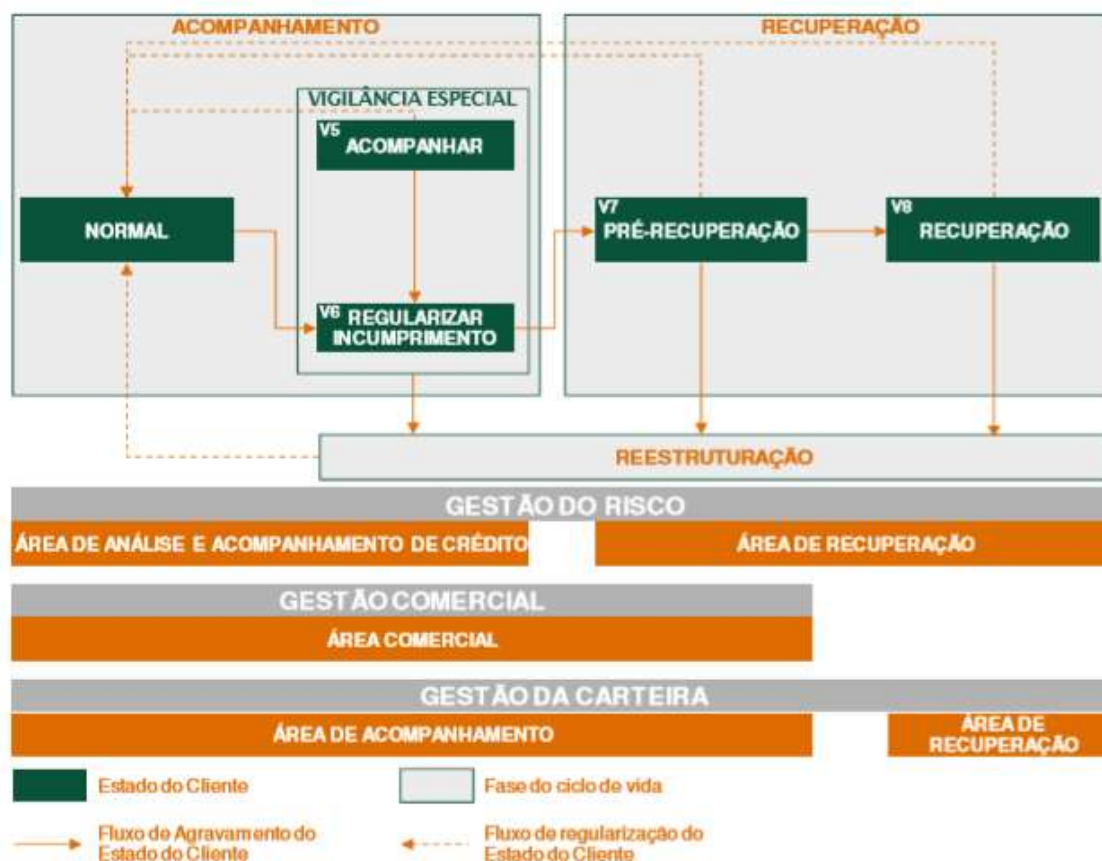 ACOMPANHAMENTO
RECUPERAÇÃO
VIGILÂNCIA ESPECIAL
V5
ACOMPANHAR
NORMAL
V7
PRÉ-RECUPERAÇÃO
V8
RECUPERAÇÃO
V6
REGULARIZAR
INCUMPRIMENTO
REESTRUTURAÇÃO
GESTÃO DO RISCO
ÁREA DE ANÁLISE E ACOMPANHAMENTO DE CRÉDITO
ÁREA DE RECUPERAÇÃO
GESTÃO COMERCIAL
ÁREA COMERCIAL
GESTÃO DA CARTEIRA
ÁREA DE ACOMPANHAMENTO
ÁREA DE
RECUPERAÇÃO
Estado do Cliente
Fase do ciclo de vida
Fluxo de Agravamento do
Estado do Cliente
Fluxo de regularização do
Estado do Cliente